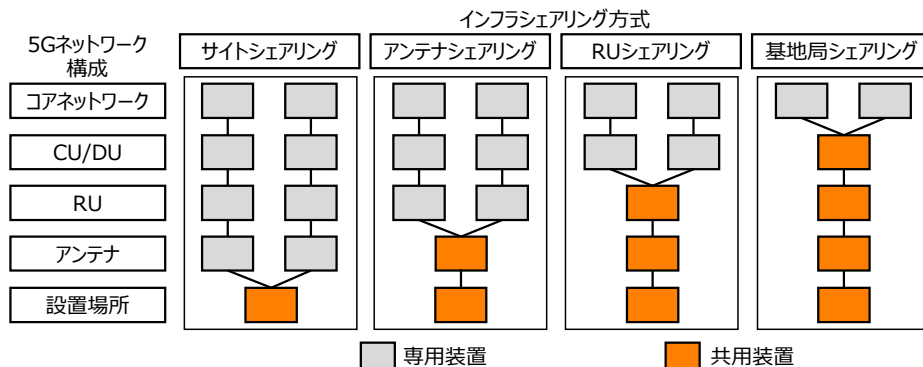 インフラシェアリング方式
5Gネットワーク
構成
サイトシェアリング
アンテナシェアリング
RUシェアリング
基地局シェアリング
コアネットワーク
CU/DU
RU
アンテナ
設置場所
専用装置
共用装置